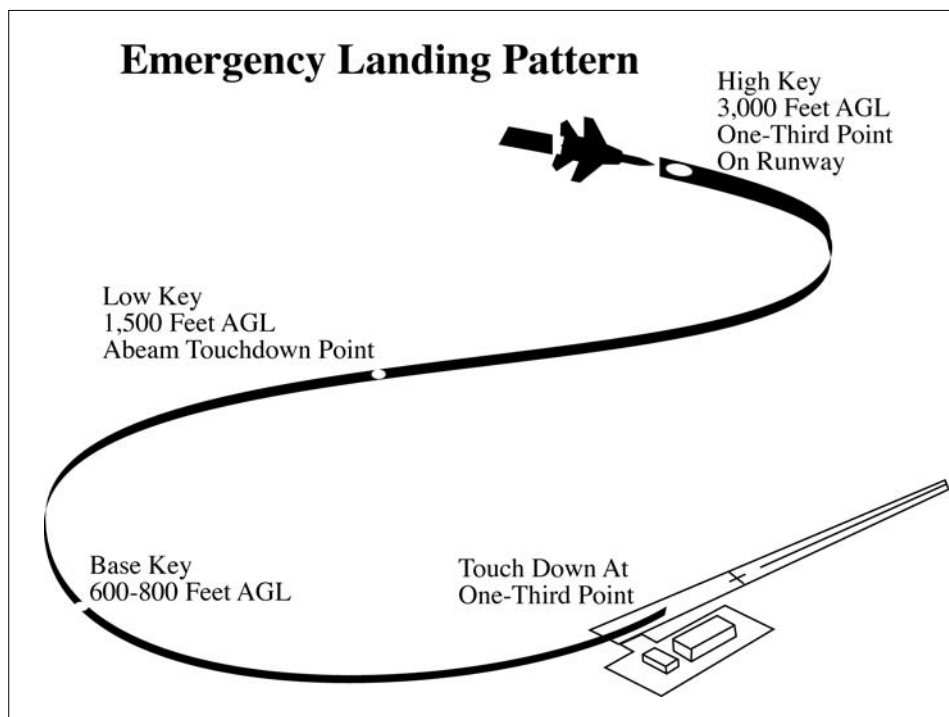 Emergency Landing Pattern
High Key
3,000 Feet AGL
One-Third Point
On Runway
Low Key
1,500 Feet AGL
Abeam Touchdown Point
Base Key
600-800 Feet AGL
Touch Down At
One-Third Point